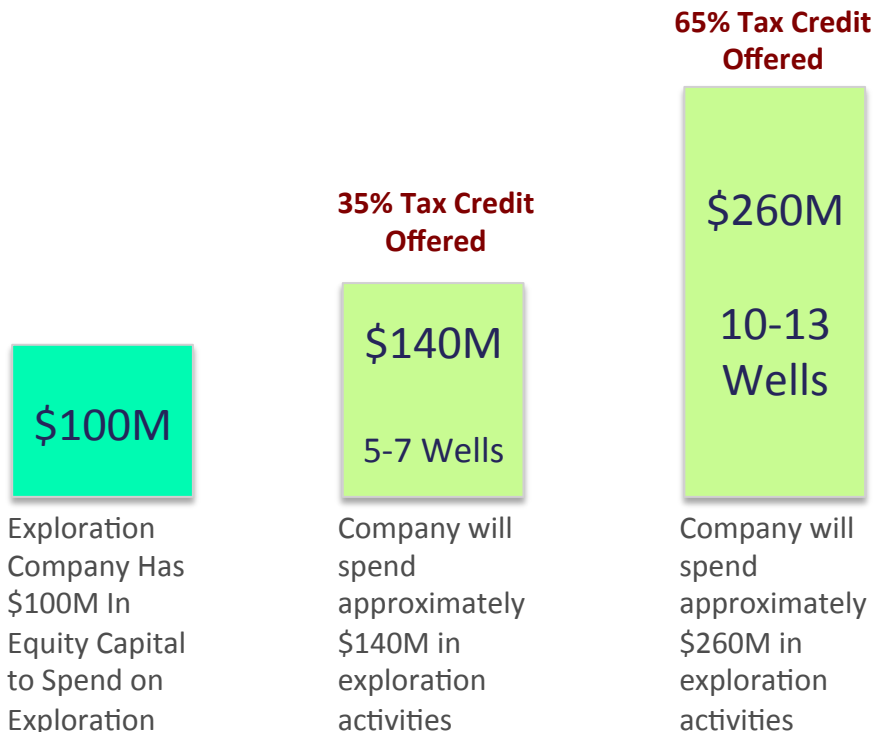 65% Tax Credit
Offered
35% Tax Credit
Offered
$260M
10-13
Wells
$140M
5-7 Wells
$100M
Exploration
Company Has
$100M In
Equity Capital
to Spend on
Exploration
Company will
spend
approximately
$140M in
exploration
activities
Company will
spend
approximately
$260M in
exploration
activities